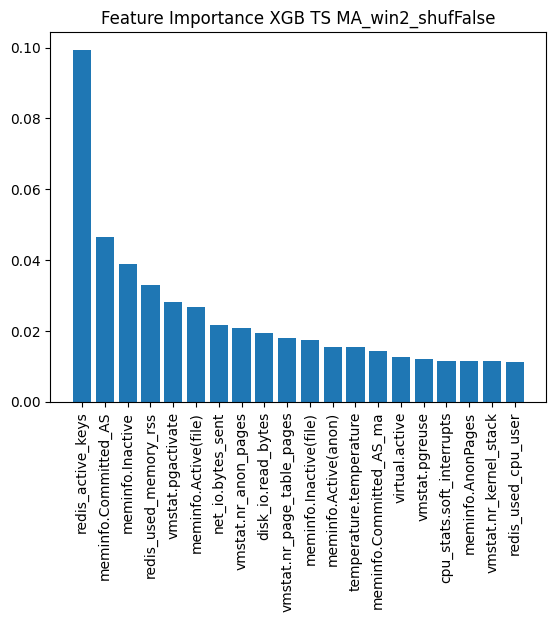 Feature Importance XGB TS MA_win2_shufFalse
0.10
0.08
0.06
0.04
0.02
0.00
redis_active_keys
meminfo.Committed_AS
meminfo.Inactive
redis_used_memory_rss
vmstat.pgactivate
meminfo.Active(file)
net_io.bytes_sent
vmstat.nr_anon_pages
disk_io.read_bytes
vmstat.nr_page_table_pages
meminfo.Inactive(file)
meminfo.Active(anon)
temperature.temperature
meminfo.Committed_AS_ma
virtual.active
vmstat.pgreuse
cpu_stats.soft_interrupts
meminfo.AnonPages
vmstat.nr_kernel_stack
redis_used_cpu_user